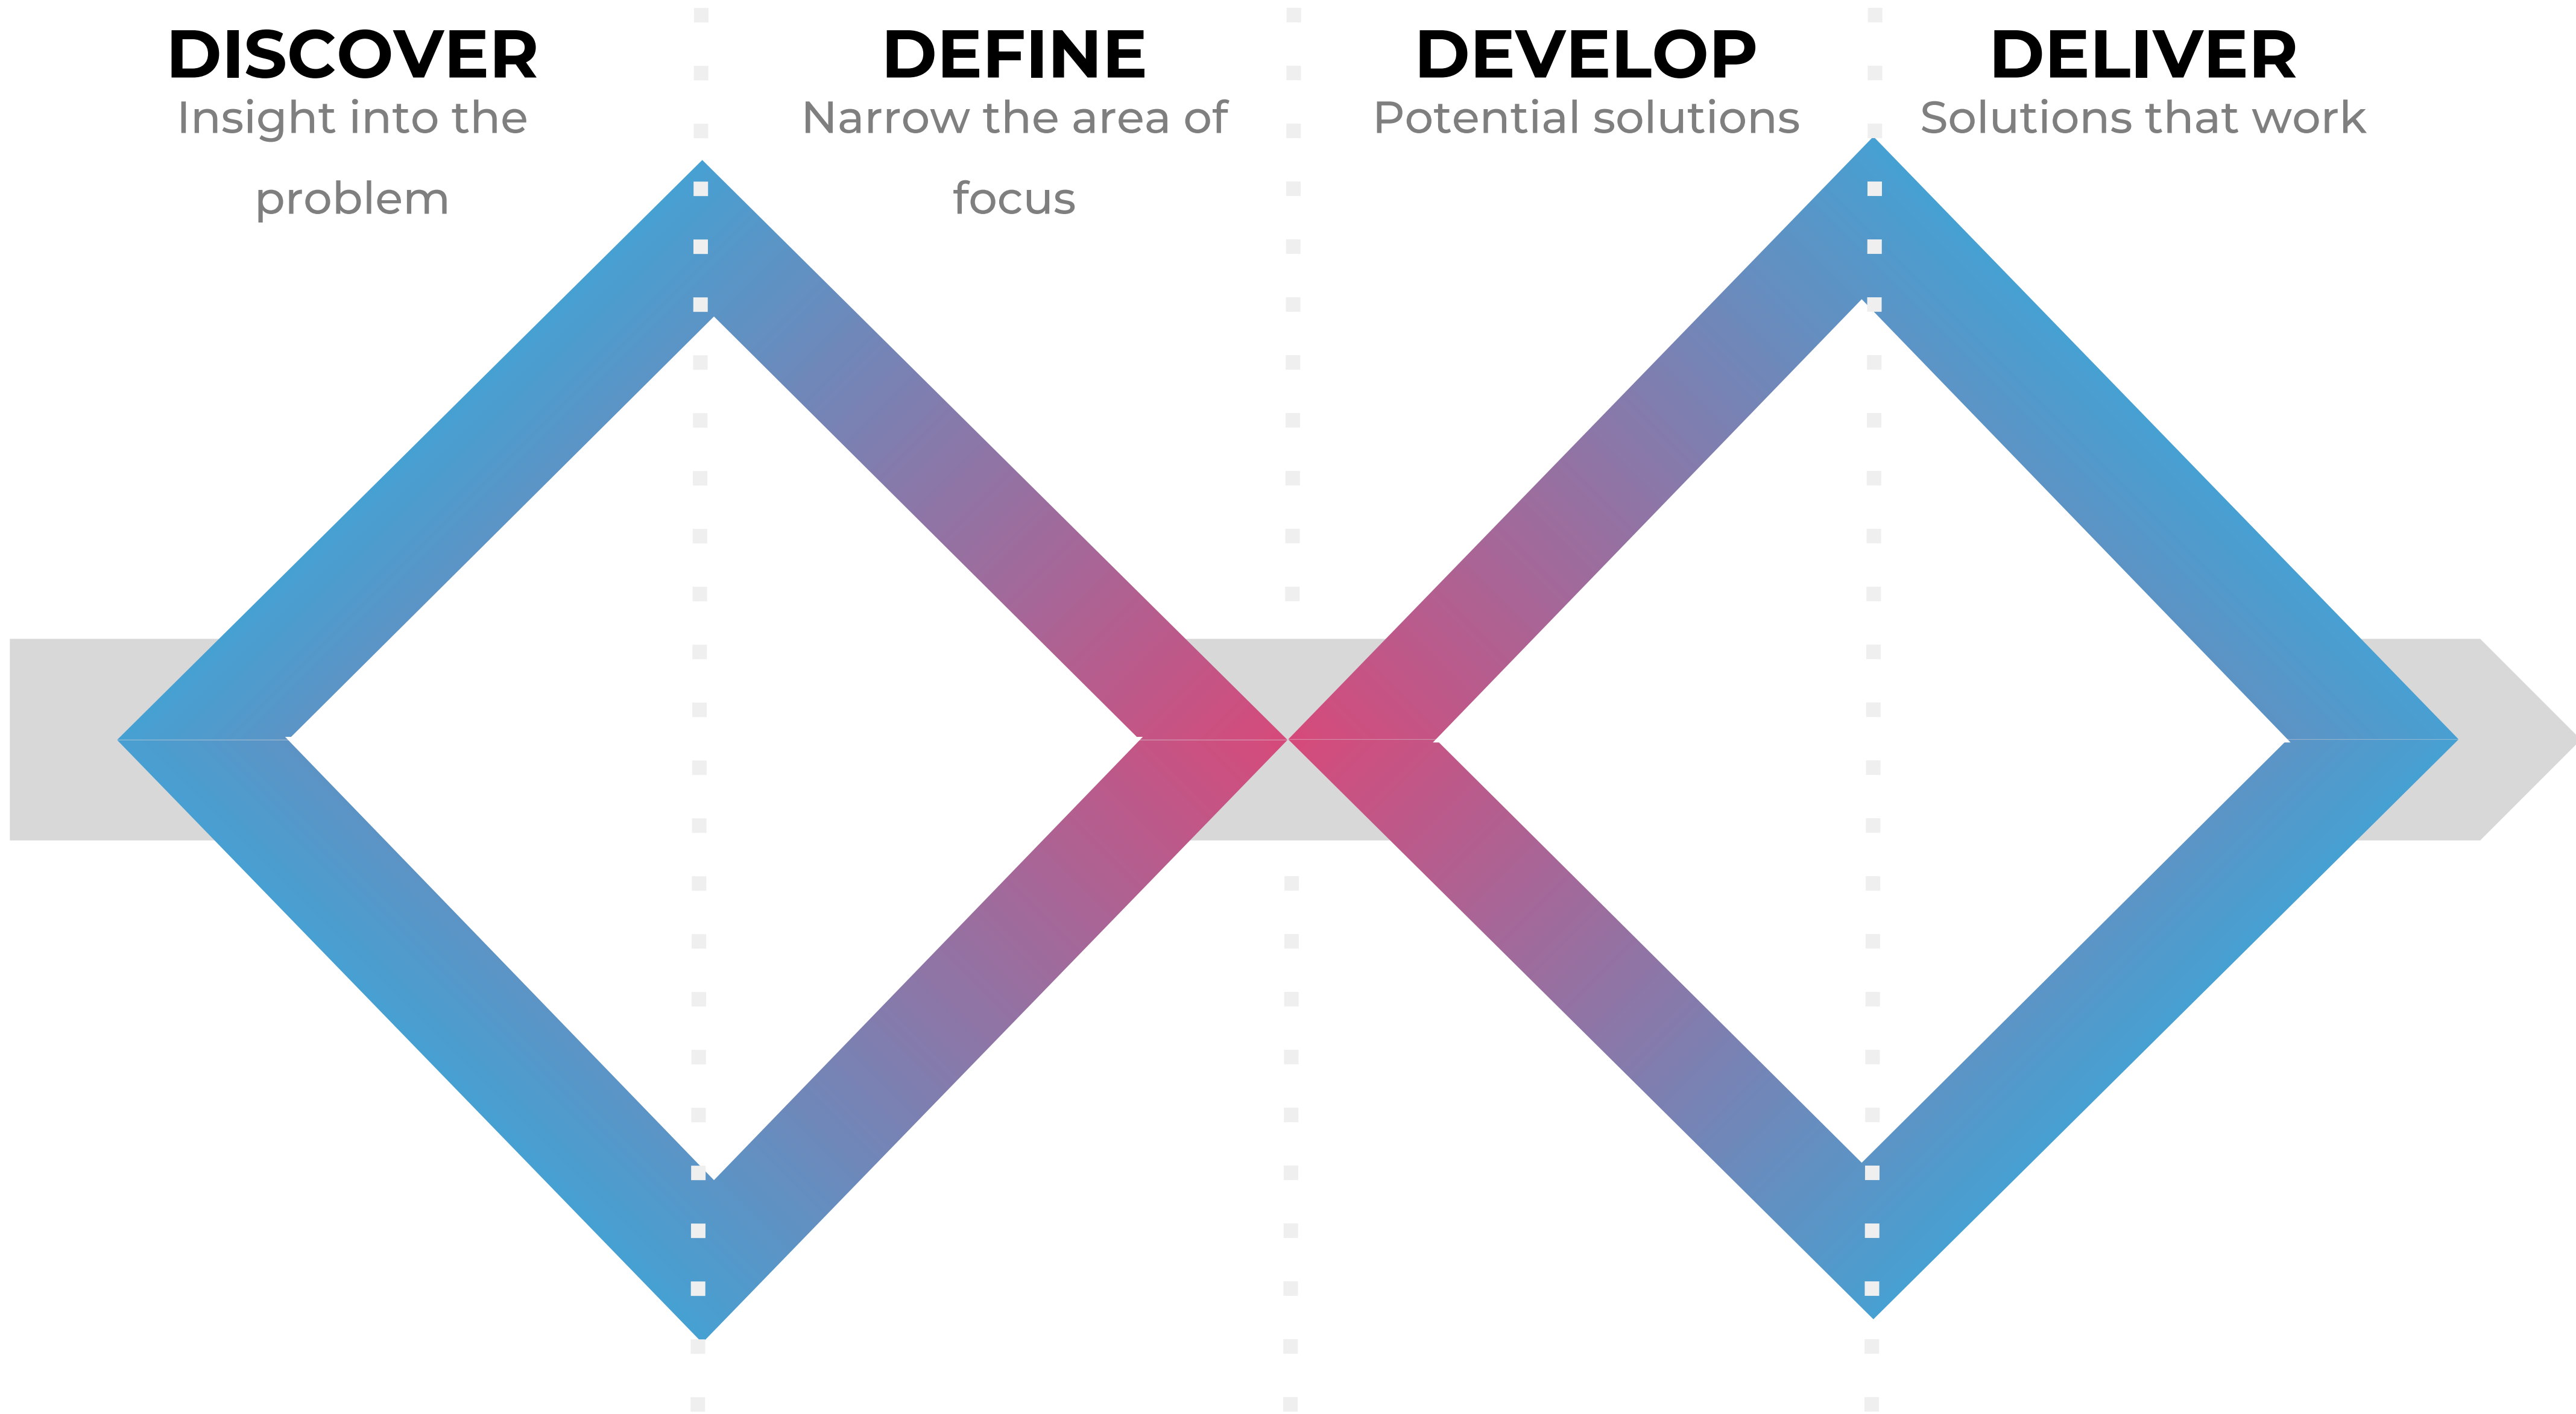 DISCOVER
Insight into the
problem
DEFINE
Narrow the area of
focus
DEVELOP
Potential solutions
DELIVER
Solutions that work